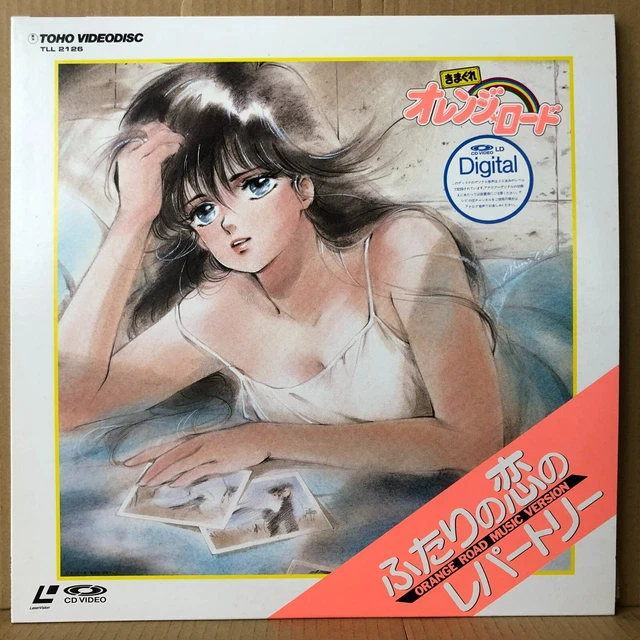 TOHO VIDEODISC
TLL 2126
きまぐれ
オレンジ★ロード
CD VIDEO LD
Digital
ふたりの恋の
ORANGE ROAD MUSIC VERSION
レパートリー
LaserVision
CD VIDEO